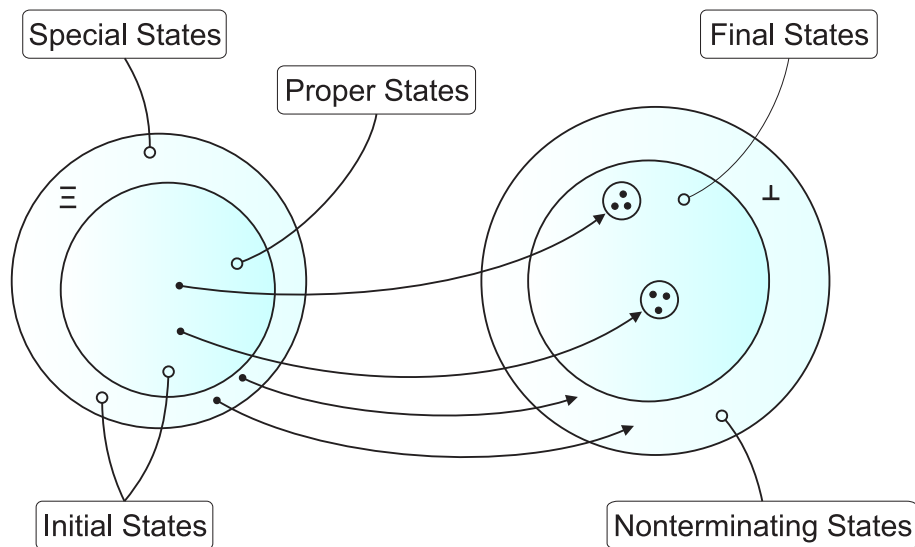 Special States
Final States
Proper States
Ξ
⊥
Initial States
Nonterminating States